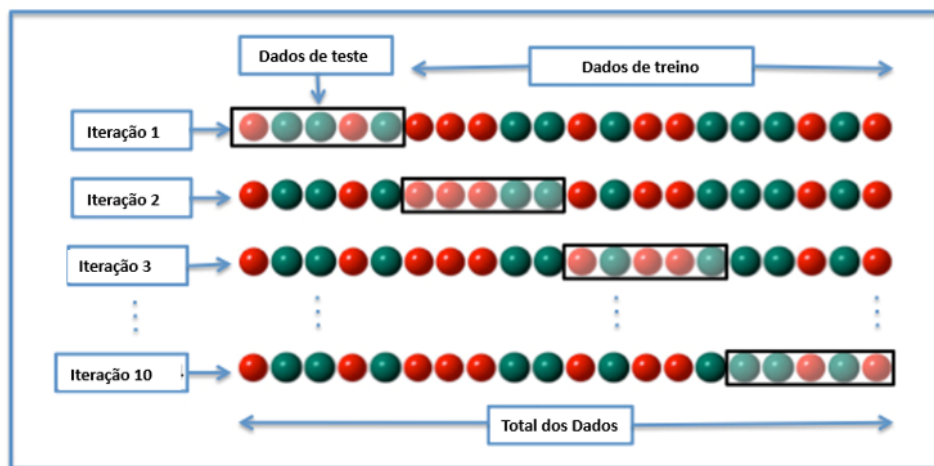 Dados de teste
Dados de treino
Iteração 1
Iteração 2
Iteração 3
Iteração 10
Total dos Dados